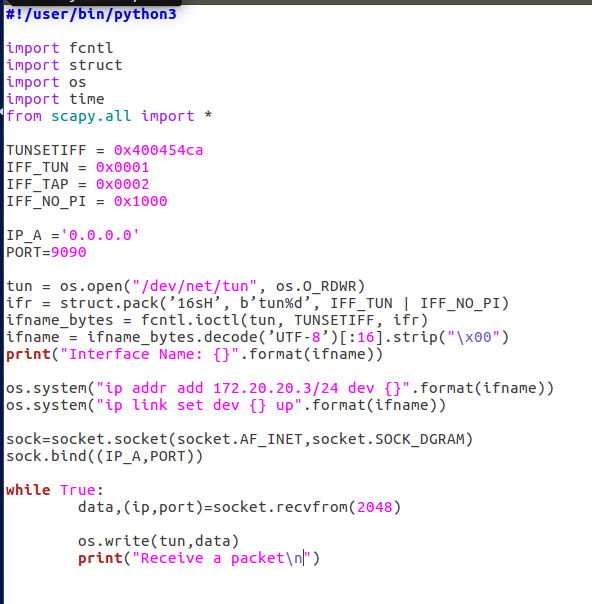 #!/user/bin/python3
import fcntl
import struct
import os
import time
from scapy.all import *
TUNSETIFF = 0x400454ca
IFF_TUN = 0x0001
IFF_TAP = 0x0002
IFF_NO_PI = 0x1000
IP_A ='0.0.0.0'
PORT=9090
tun = os.open("/dev/net/tun", os.O_RDWR)
ifr = struct.pack(’16sH’, b’tun%d’, IFF_TUN | IFF_NO_PI)
ifname_bytes = fcntl.ioctl(tun, TUNSETIFF, ifr)
ifname = ifname_bytes.decode(’UTF-8’)[:16].strip("\x00")
print("Interface Name: {}".format(ifname))
os.system("ip addr add 172.20.20.3/24 dev {}".format(ifname))
os.system("ip link set dev {} up".format(ifname))
sock=socket.socket(socket.AF_INET,socket.SOCK_DGRAM)
sock.bind((IP_A,PORT))
while True:
        data,(ip,port)=socket.recvfrom(2048)
        os.write(tun,data)
        print("Receive a packet\n")